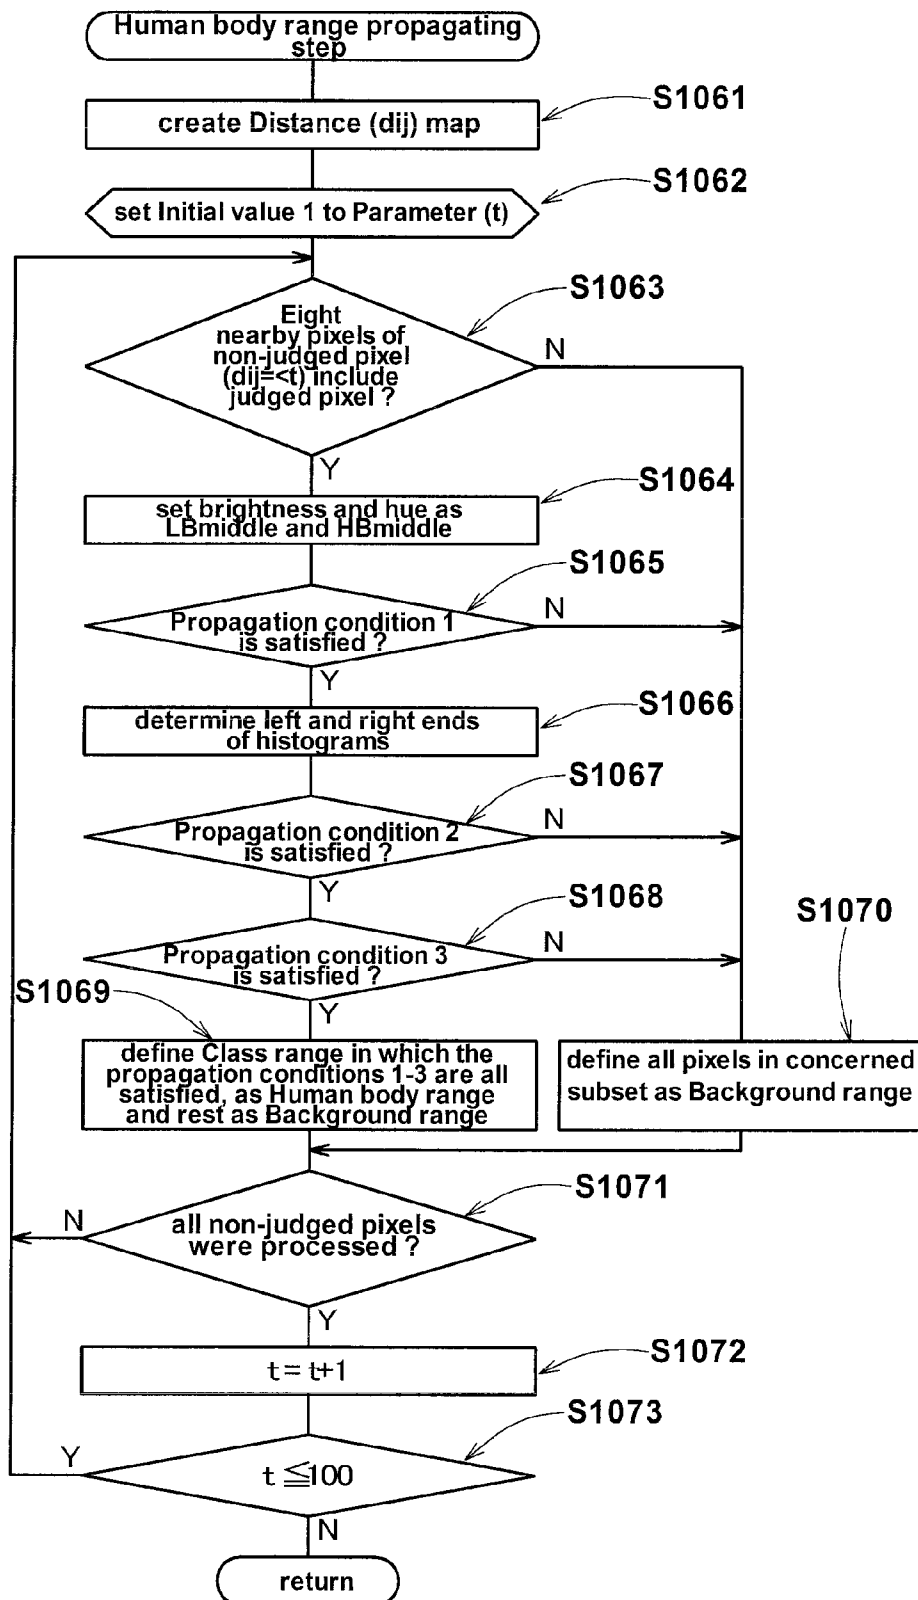 Human body range propagating
step
S1061
create Distance (dij) map
S1062
set Initial value 1 to Parameter (t)
S1063
Eight
nearby pixels of
non-judged pixel
(dij=<t) include
judged pixel ?
N
Y
S1064
set brightness and hue as
LBmiddle and HBmiddle
S1065
Propagation condition 1
is satisfied ?
N
Y
S1066
determine left and right ends
of histograms
S1067
Propagation condition 2
is satisfied ?
N
Y
S1068
Propagation condition 3
is satisfied ?
N
Y
S1069
define Class range in which the
propagation conditions 1-3 are all
satisfied, as Human body range
and rest as Background range
S1070
define all pixels in concerned
subset as Background range
S1071
all non-judged pixels
were processed ?
N
Y
S1072
t = t+1
S1073
t ≦100
Y
N
return